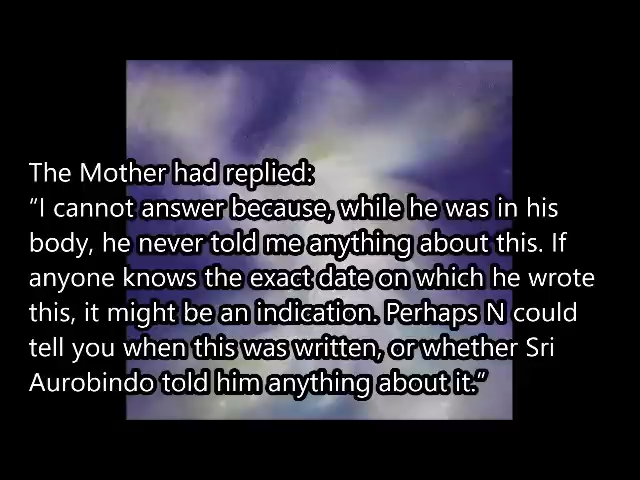 The Mother had replied:
“I cannot answer because, while he was in his
body, he never told me anything about this. If
anyone knows the exact date on which he wrote
this, it might be an indication. Perhaps N could
tell you when this was written, or whether Sri
Aurobindo told him anything about it.”